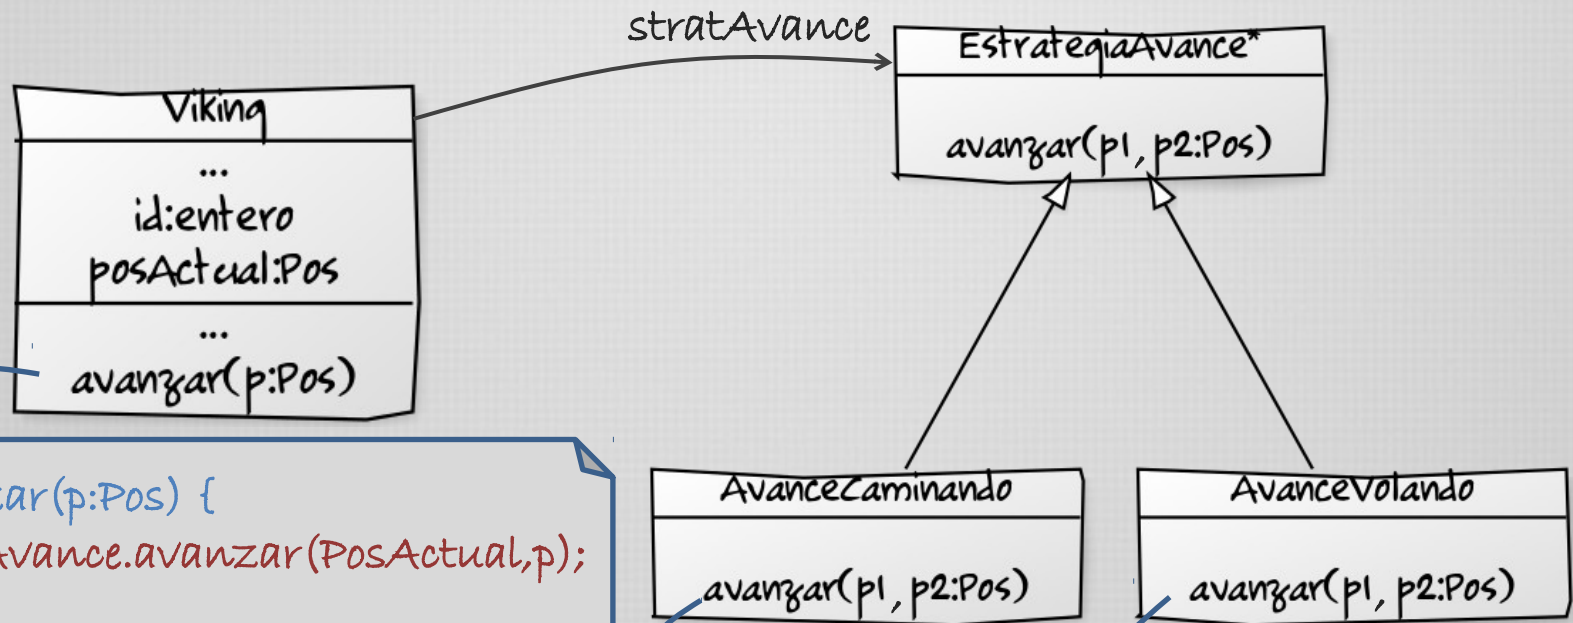 stratAvance
EstrategiaAvance*
avanzar(p1, p2:Pos)
Viking
...
id:entero
posActual:Pos
...
avanzar(p:Pos)
ar(p:Pos) {
Avance.avanzar(PosActual,p);
AvanceCaminando
avanzar(p1, p2:Pos)
AvanceVolando
avanzar(p1, p2:Pos)